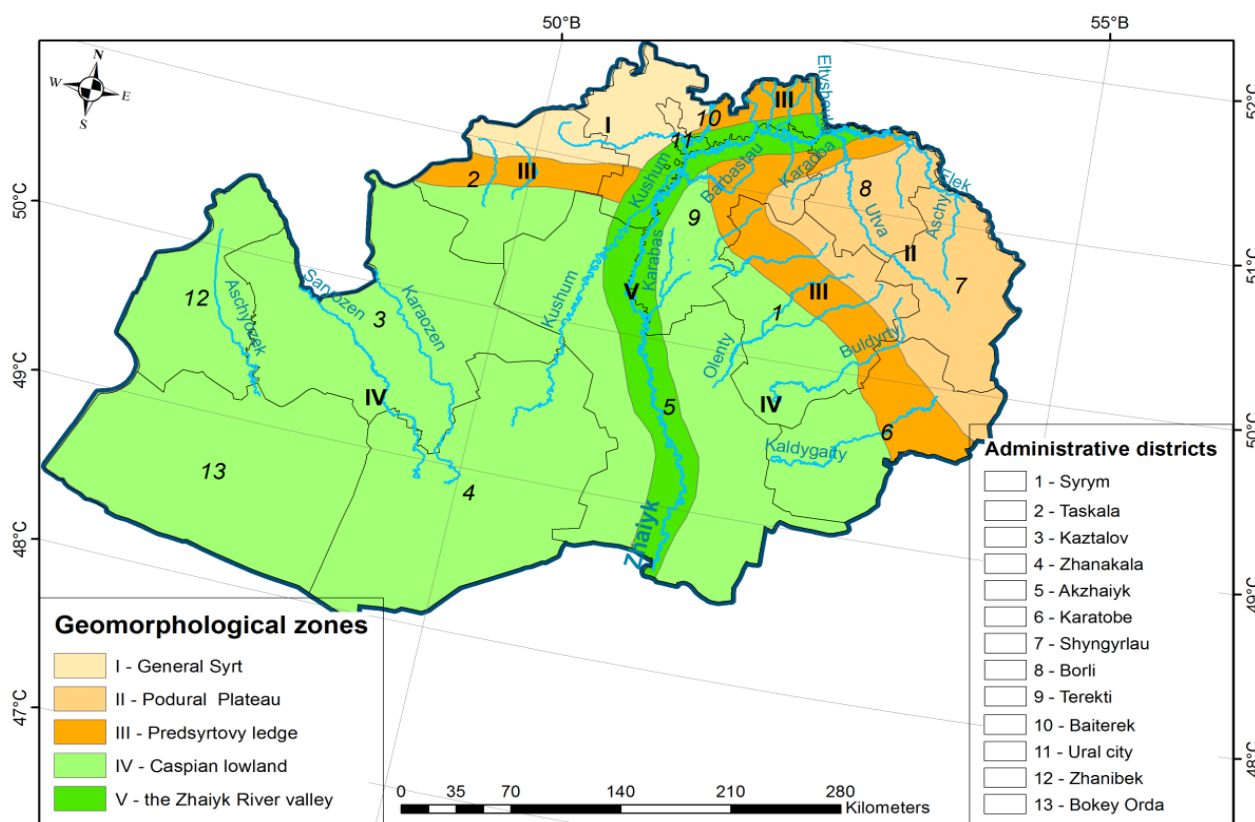 50°B
55°B
N
W
E
S
52°C
51°C
50°C
49°C
48°C
50°C
49°C
48°C
47°C
I
III
10
11
2
III
Eltyshevka
Kushum
Barbastau
Karaoba
8
Elek
Utva
Aschy
II
7
9
Karabas
V
Kushum
12
Aschyozek
Saryozen
3
Karaozen
IV
III
1
Olenty
Buldyrty
IV
5
6
Kaldygaity
13
4
Zhaiyk
Geomorphological zones
I - General Syrt
II - Podural Plateau
III - Predsyrtovy ledge
IV - Caspian lowland
V - the Zhaiyk River valley
0 35 70 140 210 280
Kilometers
Administrative districts
1 - Syrym
2 - Taskala
3 - Kaztalov
4 - Zhanakala
5 - Akzhaiyk
6 - Karatobe
7 - Shyngyrlau
8 - Borli
9 - Terekti
10 - Baiterek
11 - Ural city
12 - Zhanibek
13 - Bokey Orda